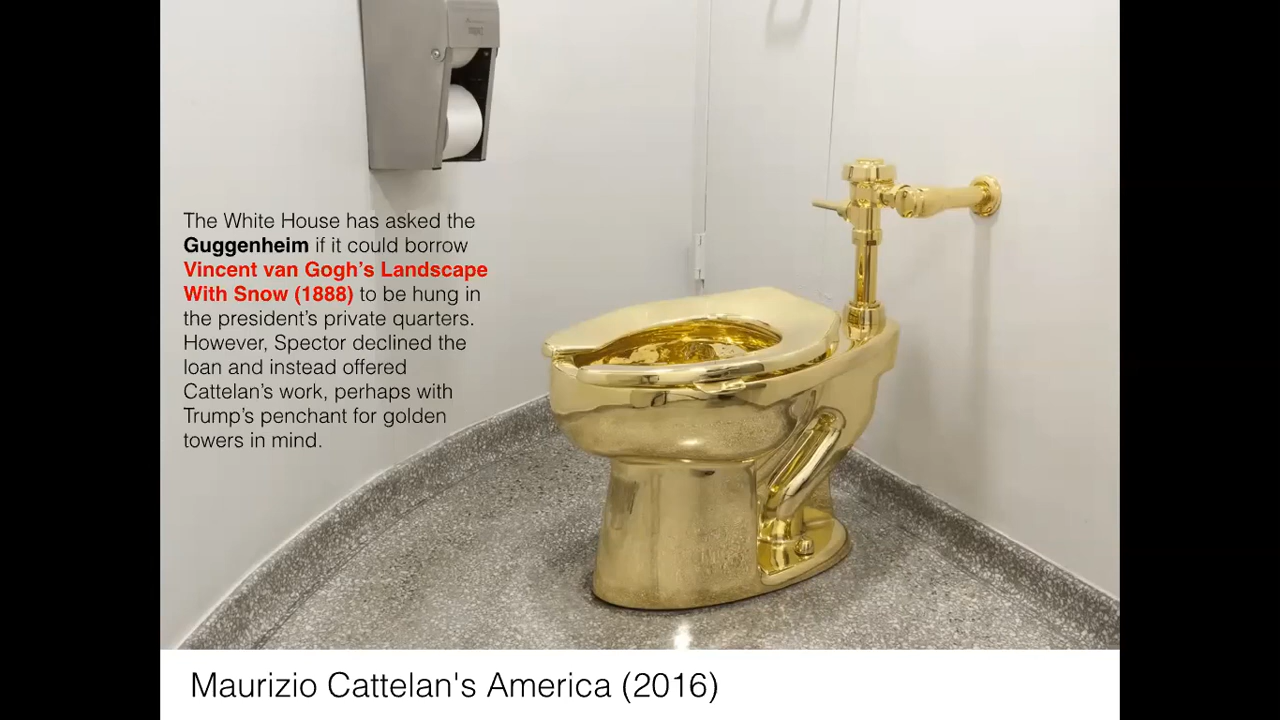 The White House has asked the
Guggenheim if it could borrow
Vincent van Gogh's Landscape
With Snow (1888) to be hung in
the president's private quarters.
However, Spector declined the
loan and instead offered
Cattelan's work, perhaps with
Trump's penchant for golden
towers in mind.
Maurizio Cattelan's America (2016)